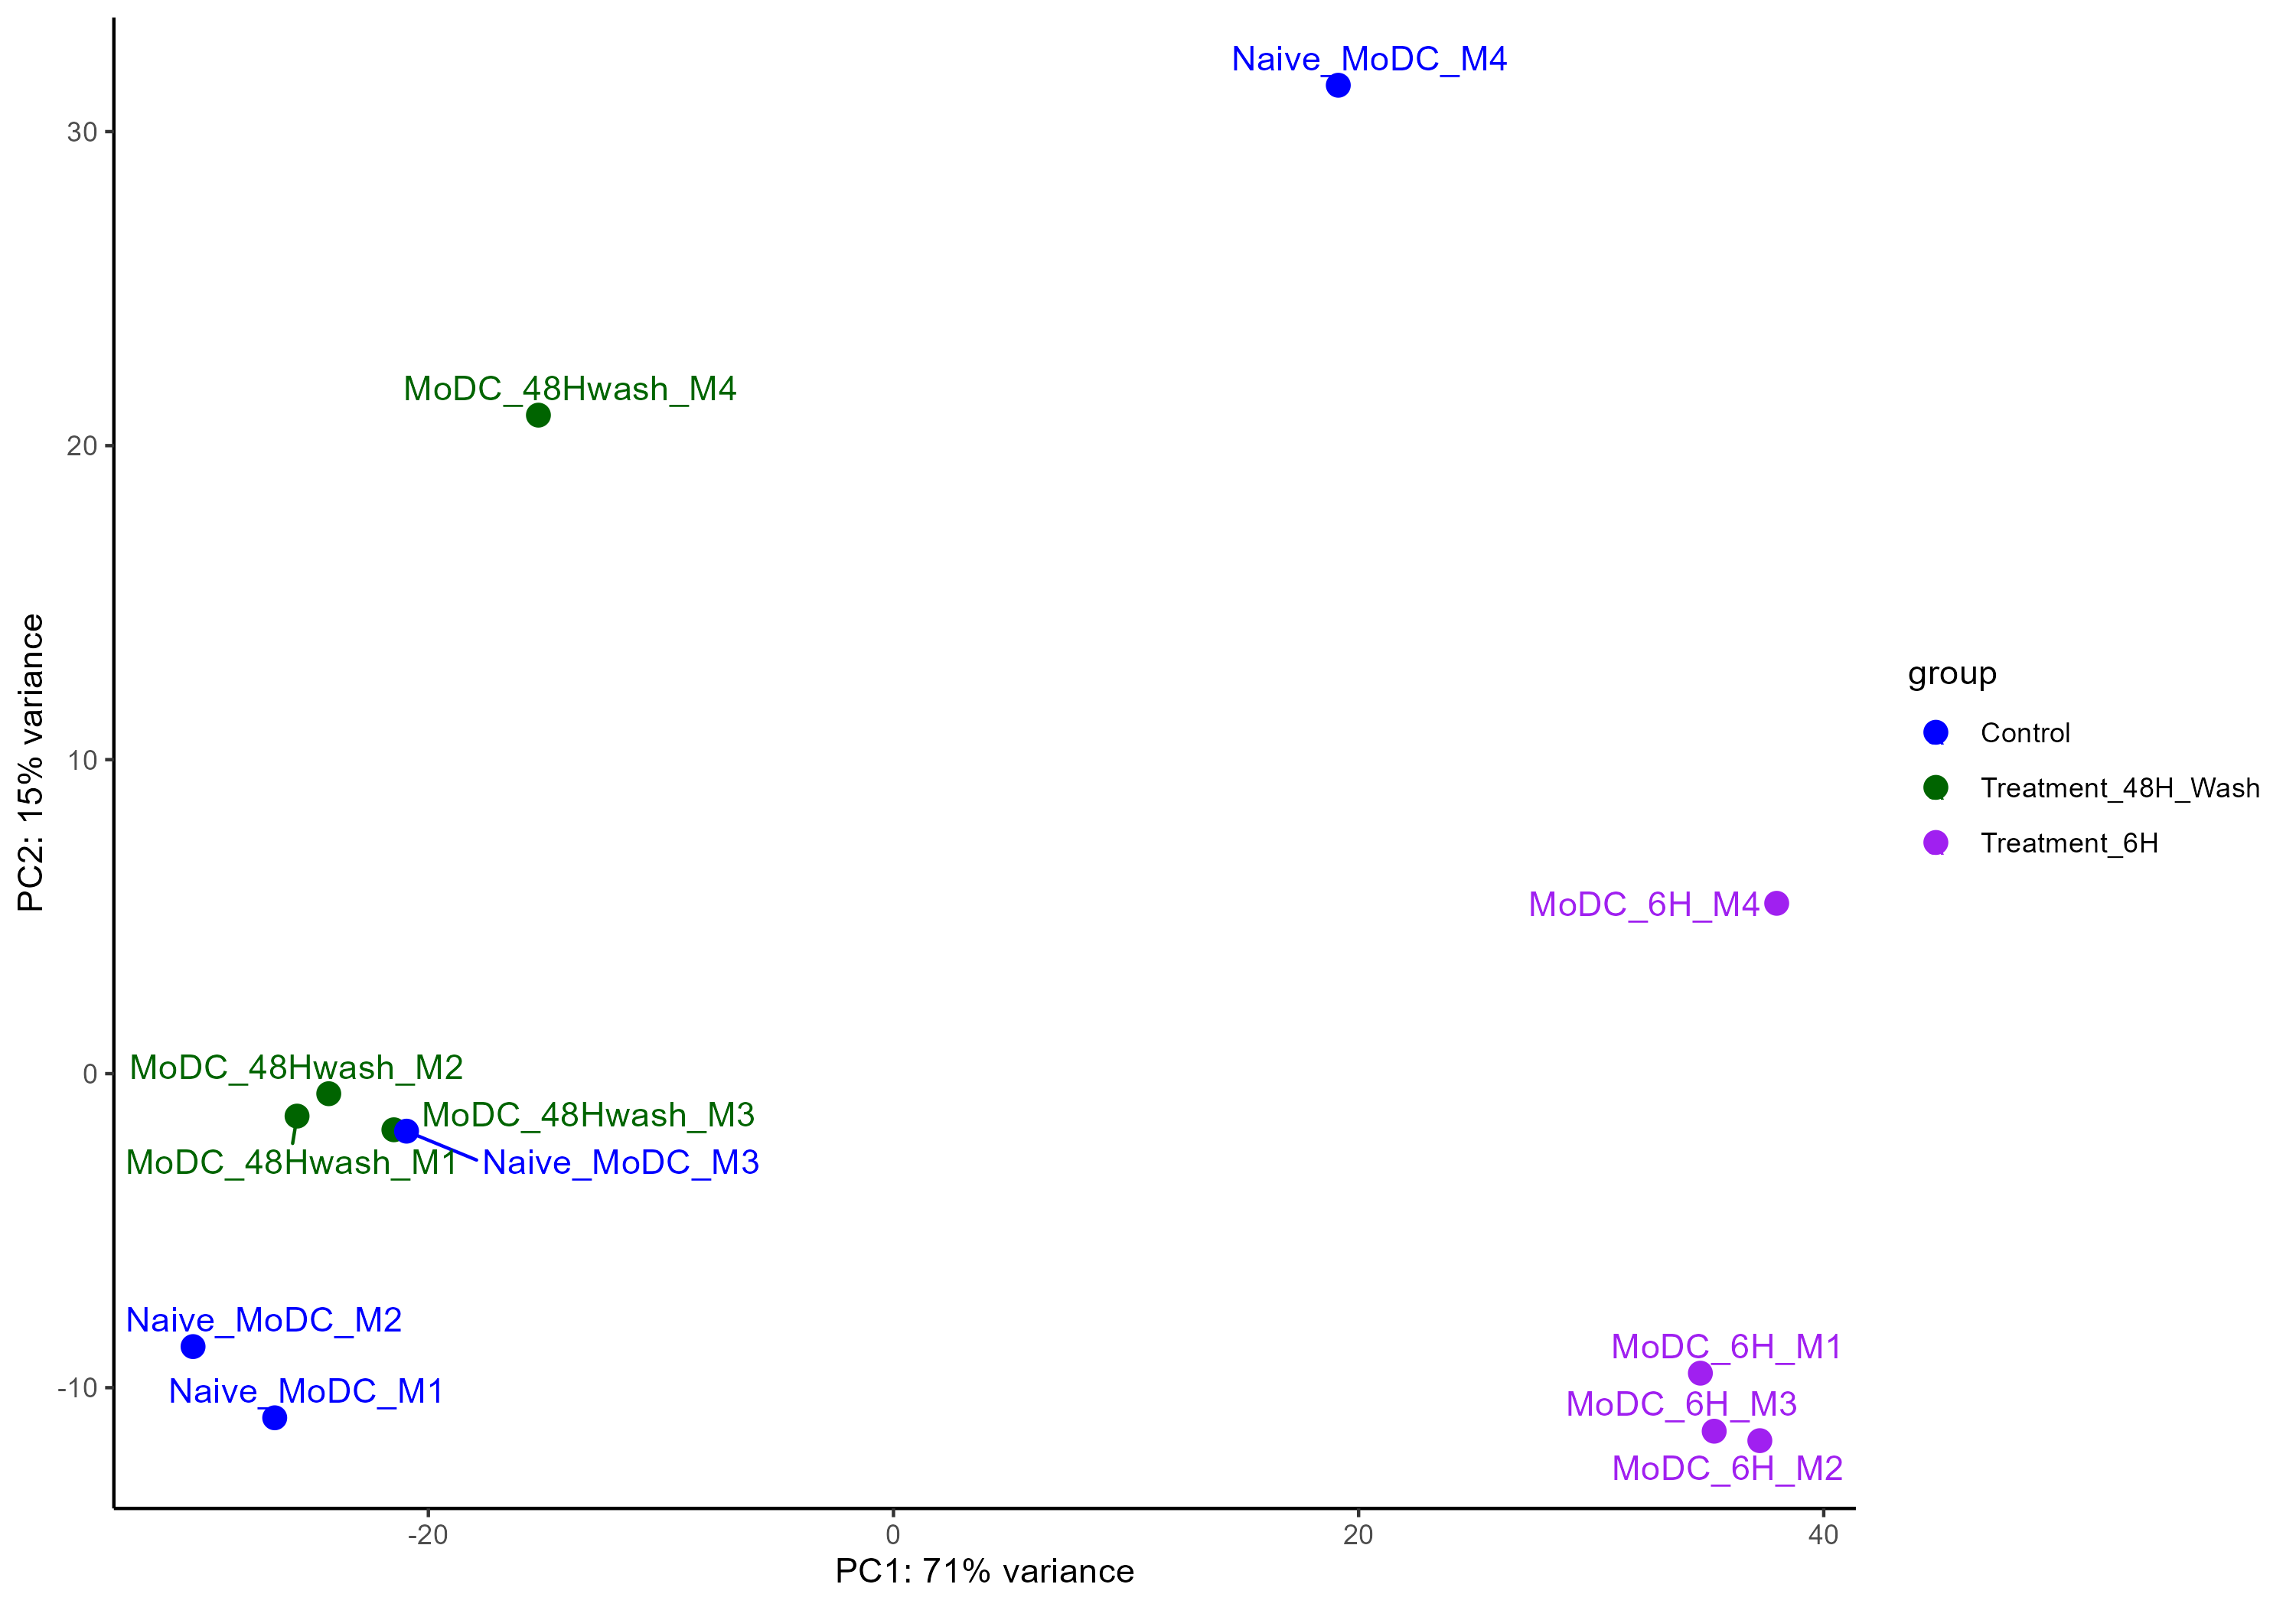 Naive_MoDC_M4
30
MoDC_48Hwash_M4
20
PC2: 15% variance
group
Control
Treatment_48H_Wash
Treatment_6H
10
MoDC_6H_M4
MoDC_48Hwash_M2
0
MoDC_48Hwash_M3
MoDC_48Hwash_M1
Naive_MoDC_M3
Naive_MoDC_M2
MoDC_6H_M1
Naive_MoDC_M1
-10
MoDC_6H_M3
MoDC_6H_M2
-20
0
20
40
PC1: 71% variance